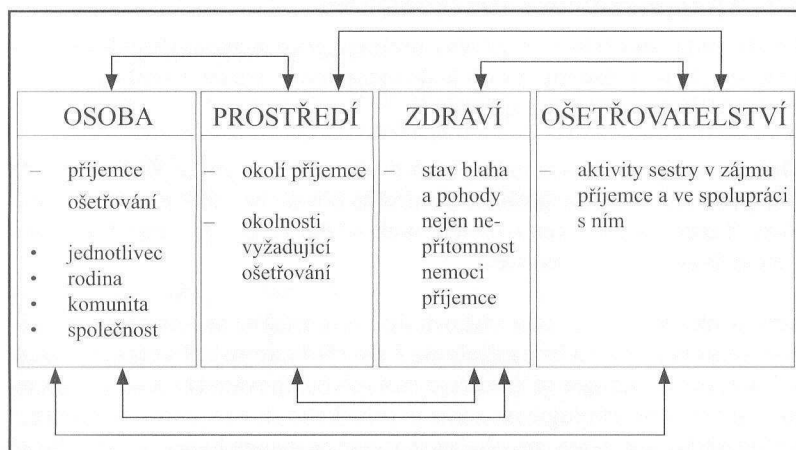 OSOBA
– příjemce
ošetřování
• jednotlivec
• rodina
• komunita
• společnost
PROSTŘEDÍ
– okolí příjemce
– okolnosti
vyžadující
ošetřování
ZDRAVÍ
– stav blaha
a pohody
nejen ne-
přítomnost
nemoci
příjemce
OŠETŘOVATELSTVÍ
– aktivity sestry v zájmu
příjemce a ve spolupráci
s ním